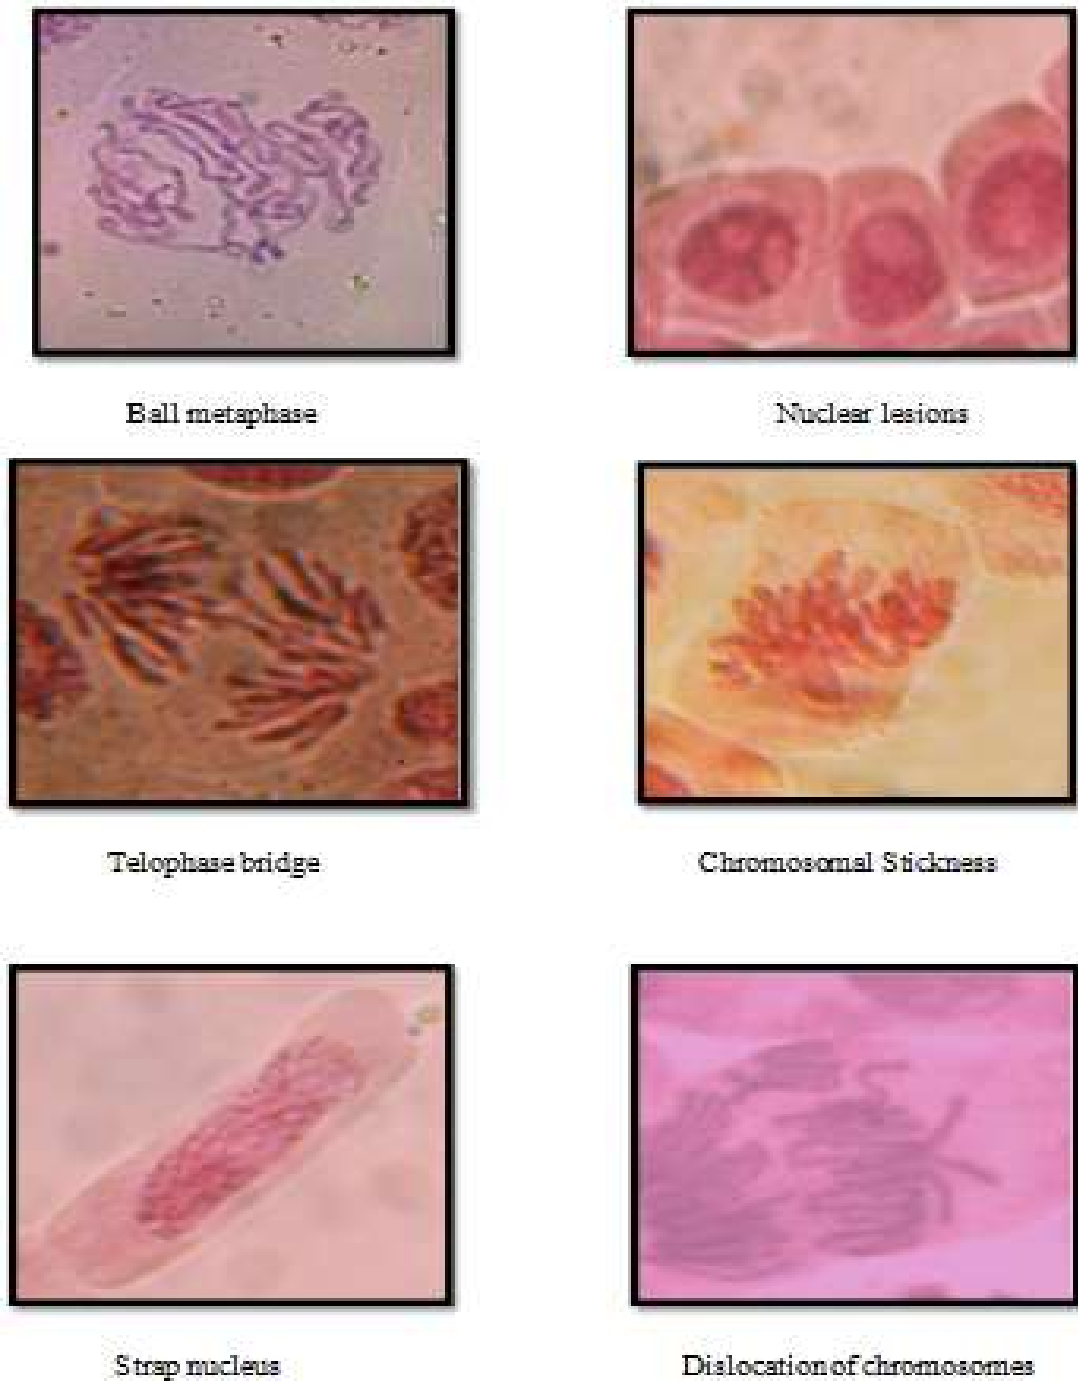 Ball metaphase
Nuclear lesions
Telophase bridge
Chromosomal Stickness
Strap nucleus
Dislocation of chromosomes